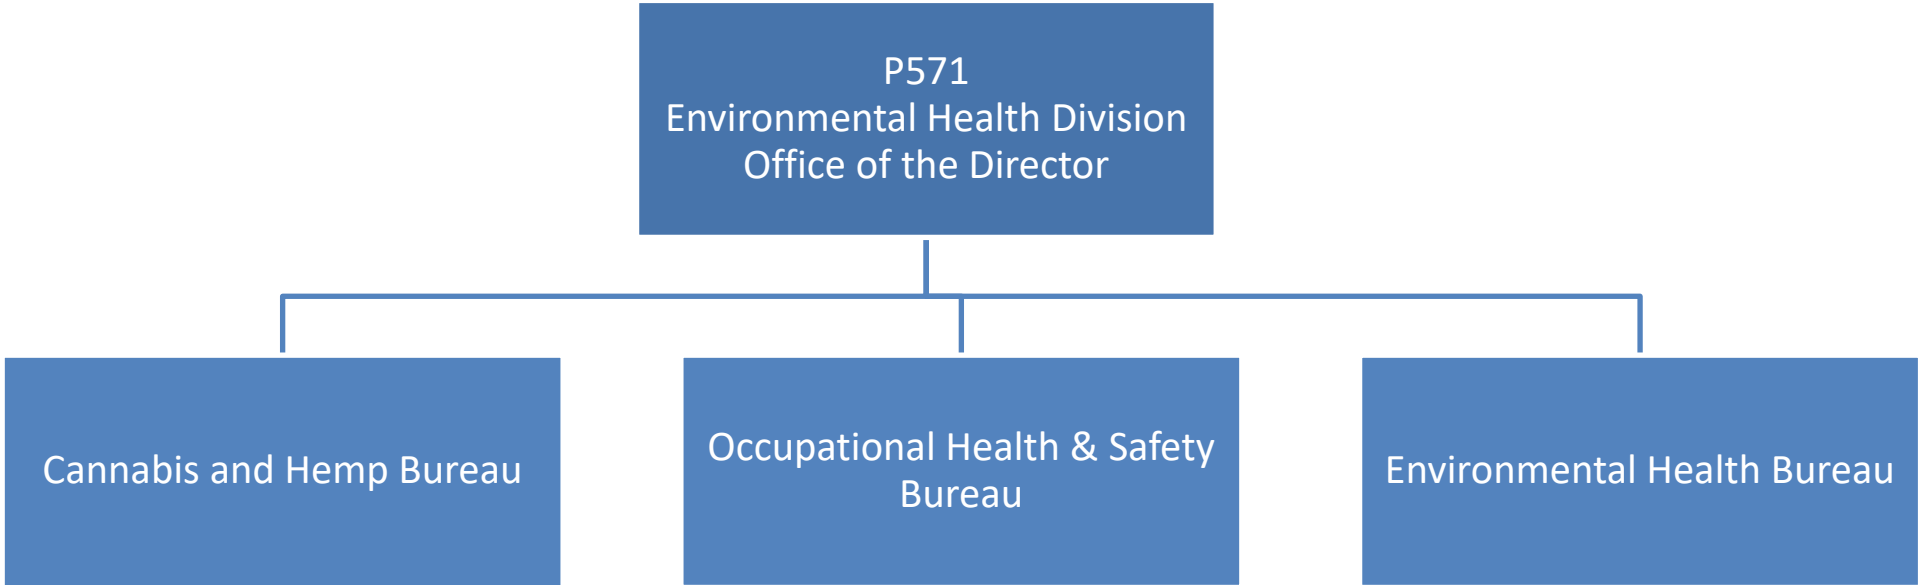 P571
Environmental Health Division
Office of the Director
Cannabis and Hemp Bureau
Occupational Health & Safety
Bureau
Environmental Health Bureau